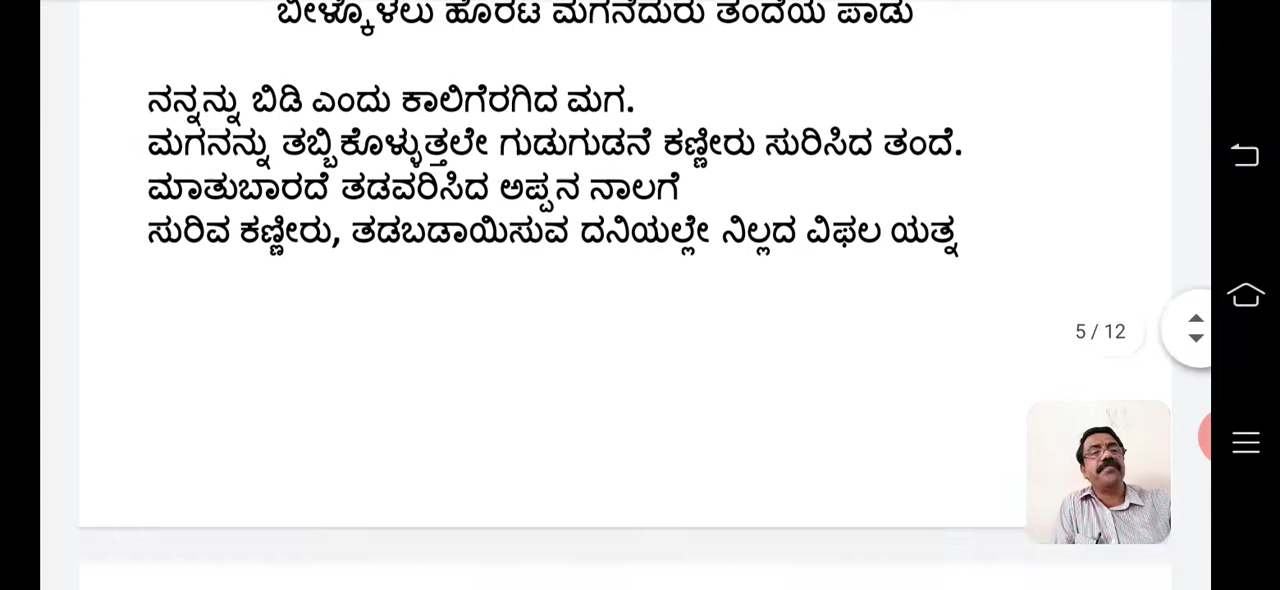 ಬೀಳ್ಕೊಳಲು ಹೊರಟ ಮಗನೆದುರು ತಂದೆಯ ಪಾಡು
ನನ್ನನ್ನು ಬಿಡಿ ಎಂದು ಕಾಲಿಗೆರಗಿದ ಮಗ.
ಮಗನನ್ನು ತಬ್ಬಿಕೊಳ್ಳುತ್ತಲೇ ಗುಡುಗುಡನೆ ಕಣ್ಣೀರು ಸುರಿಸಿದ ತಂದೆ.
ಮಾತುಬಾರದೆ ತಡವರಿಸಿದ ಅಪ್ಪನ ನಾಲಗೆ
ಸುರಿವ ಕಣ್ಣೀರು, ತಡಬಡಾಯಿಸುವ ದನಿಯಲ್ಲೇ ನಿಲ್ಲದ ವಿಫಲ ಯತ್ನ
5 / 12